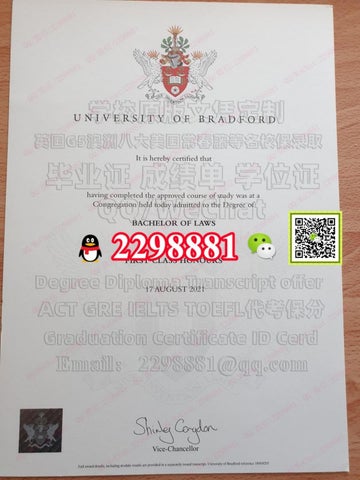 学校原版文凭定制
UNIVERSITY OF BRADFORD
英国G5澳洲八大美国常春藤等名校保录取
It is hereby certified that
毕业证 成绩单 学位证
having completed the approved course of study was at a
Congregation held today admitted to the Degree of
QQ/WeChat
BACHELOR OF LAWS
2298881
FIRST-CLASS HONOURS
Degree Diploma Transcript offer
17 AUGUST 2021
ACT GRE IELTS TOEFL代考保分
Graduation Certificate ID Cerd
Email: 2298881@qq.com
Vice-Chancellor